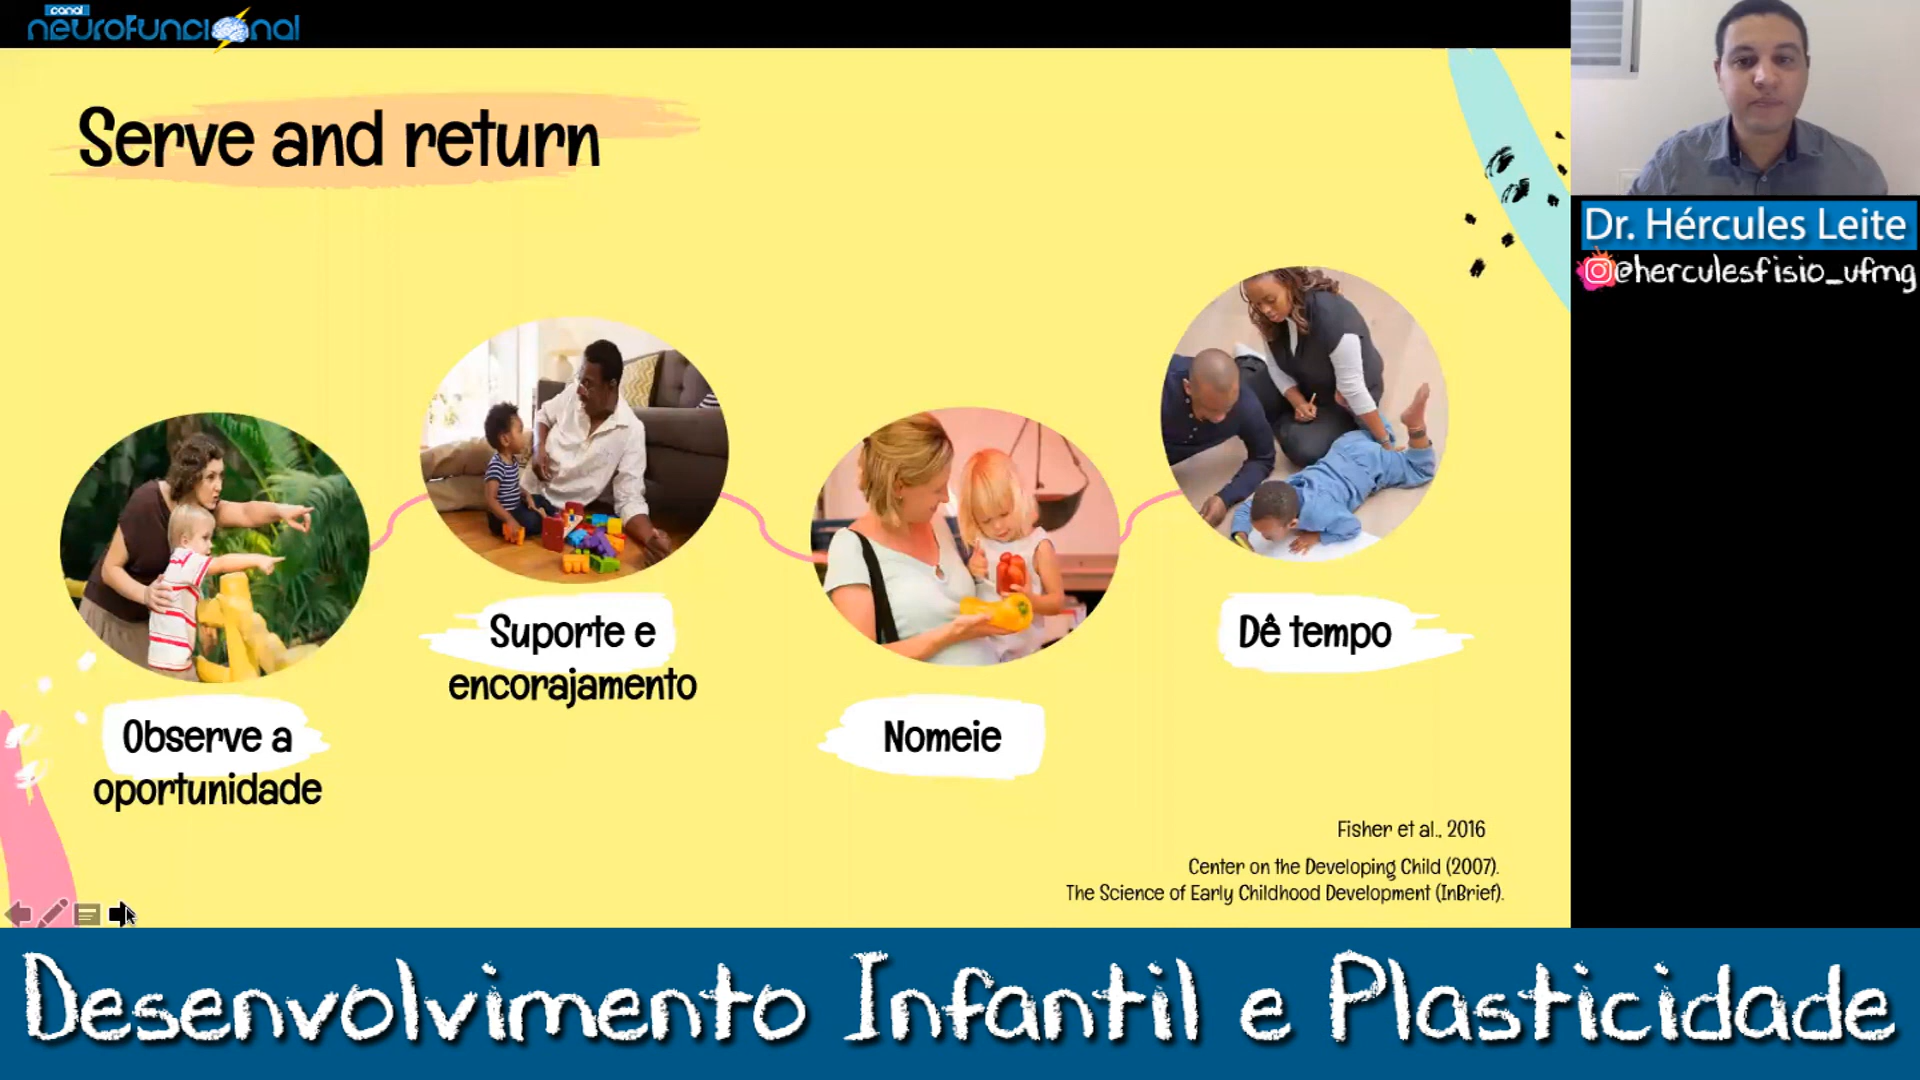 canal
neurofuncional
Serve and return
Observe a
oportunidade
Suporte e
encorajamento
Nomeie
Dê tempo
Fisher et al., 2016
Center on the Developing Child (2007).
The Science of Early Childhood Development (InBrief).
Dr. Hércules Leite
@herculesfisio_ufmg
Desenvolvimento Infantil e Plasticidade